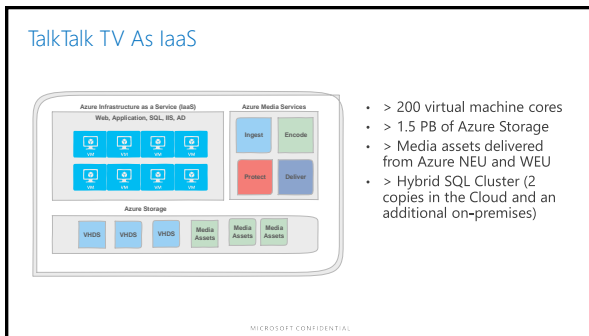 TalkTalk TV As IaaS
Azure Infrastructure as a Service (IaaS)
Web, Application, SQL, IIS, AD
VM VM VM VM
VM VM VM VM
Azure Media Services
Ingest Encode
Protect Deliver
Azure Storage
VHDS VHDS VHDS Media Assets Media Assets Media Assets
• > 200 virtual machine cores
• > 1.5 PB of Azure Storage
• > Media assets delivered
from Azure NEU and WEU
• > Hybrid SQL Cluster (2
copies in the Cloud and an
additional on-premises)
MICROSOFT CONFIDENTIAL